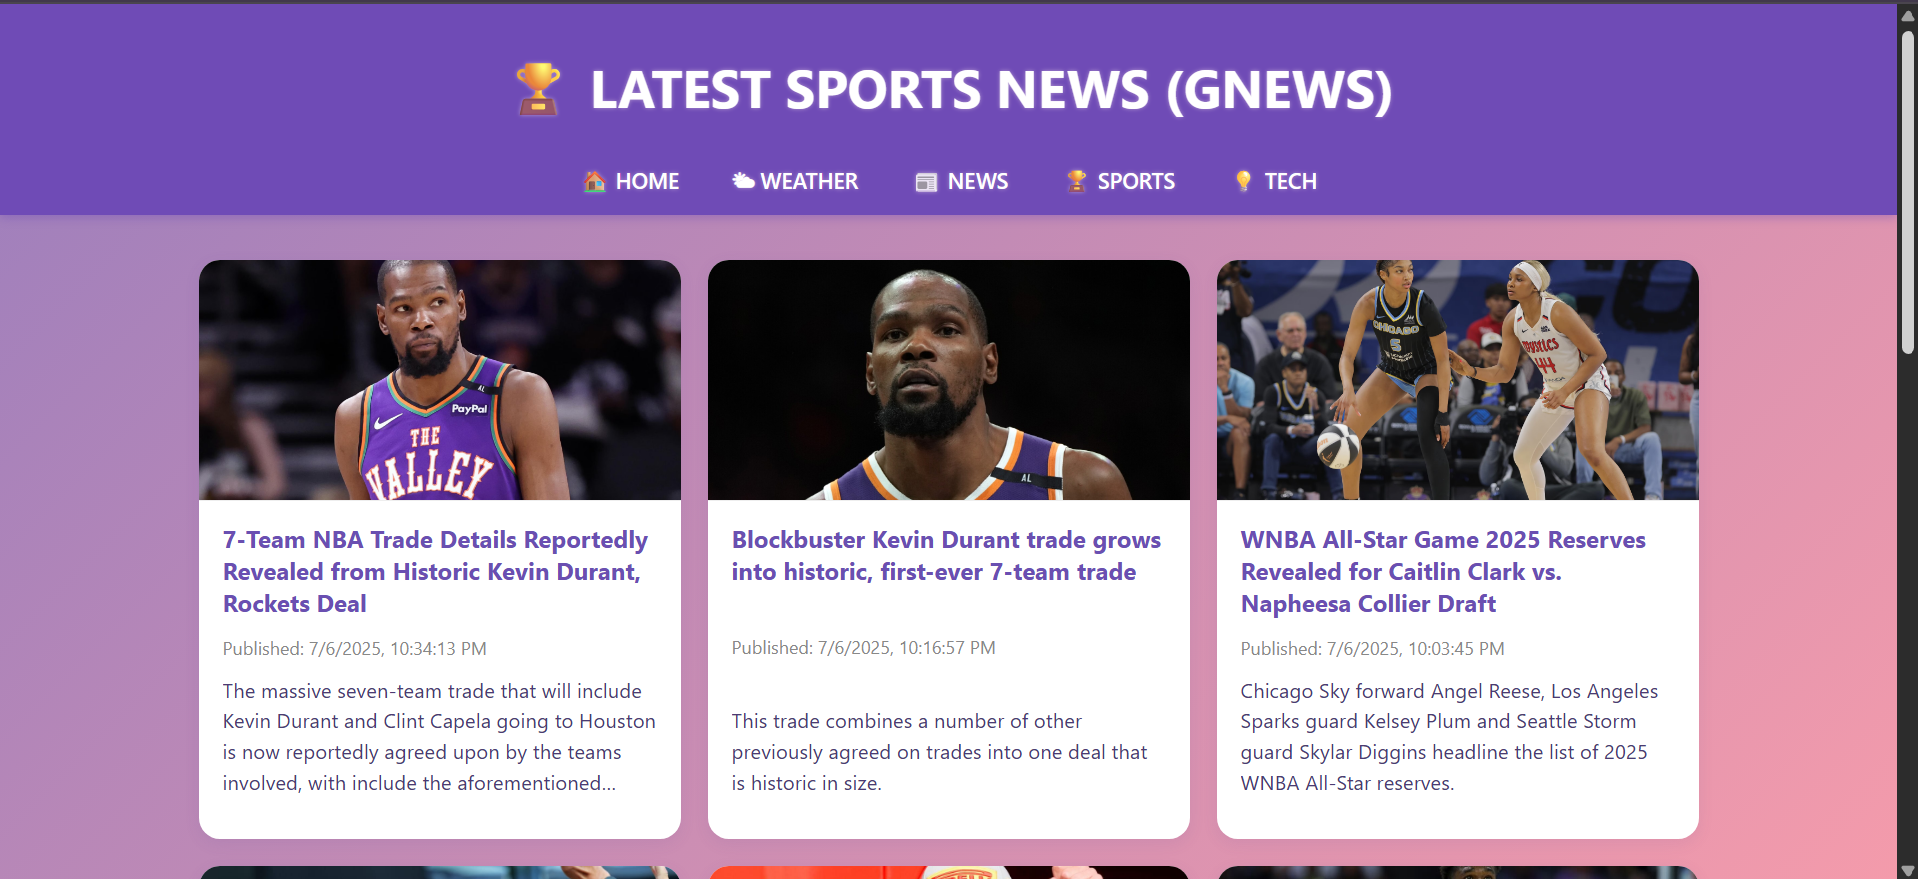 🏆 LATEST SPORTS NEWS (GNEWS)
🏠 HOME 🌥 WEATHER 📰 NEWS 🏆 SPORTS 💡 TECH
AL
PayPal
THE
VALLEY
AL
CHICAGO
5
MYSTICS
44
7-Team NBA Trade Details Reportedly
Revealed from Historic Kevin Durant,
Rockets Deal
Published: 7/6/2025, 10:34:13 PM
The massive seven-team trade that will include
Kevin Durant and Clint Capela going to Houston
is now reportedly agreed upon by the teams
involved, with include the aforementioned...
Blockbuster Kevin Durant trade grows
into historic, first-ever 7-team trade
Published: 7/6/2025, 10:16:57 PM
This trade combines a number of other
previously agreed on trades into one deal that
is historic in size.
WNBA All-Star Game 2025 Reserves
Revealed for Caitlin Clark vs.
Napheesa Collier Draft
Published: 7/6/2025, 10:03:45 PM
Chicago Sky forward Angel Reese, Los Angeles
Sparks guard Kelsey Plum and Seattle Storm
guard Skylar Diggins headline the list of 2025
WNBA All-Star reserves.